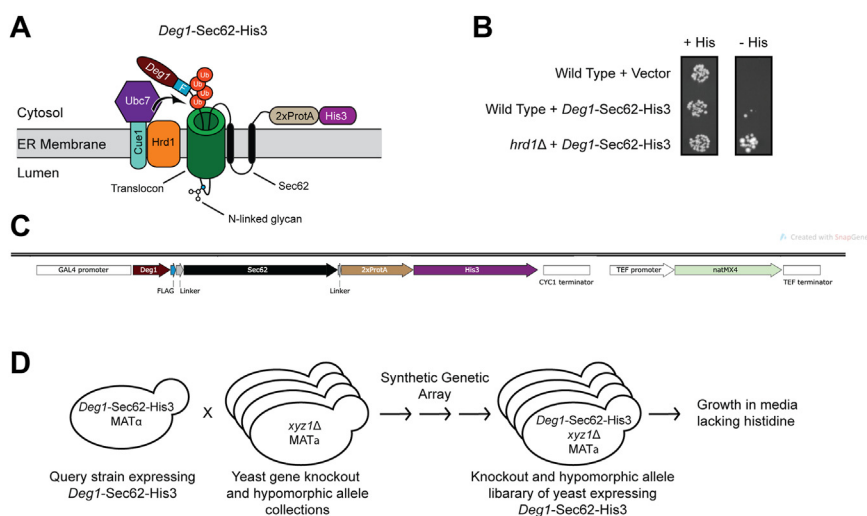 A
Deg1-Sec62-His3
Deg1
F
Ub
Ub
Ub
Ub
Ub
Ubc7
Cytosol
2xProtA
His3
ER Membrane
Cue1
Hrd1
Lumen
Translocon
Sec62
N-linked glycan
B
+ His
- His
Wild Type + Vector
Wild Type + Deg1-Sec62-His3
hrd1Δ + Deg1-Sec62-His3
C
Created with SnapGene
GAL4 promoter
Deg1
Sec62
2xProtA
His3
TEF promoter
natMX4
FLAG
Linker
Linker
CYC1 terminator
TEF terminator
D
Deg1-Sec62-His3
MATα
X
xyz1Δ
MATa
Synthetic Genetic
Array
Deg1-Sec62-His3
xyz1Δ
MATa
Growth in media
lacking histidine
Query strain expressing
Deg1-Sec62-His3
Yeast gene knockout
and hypomorphic allele
collections
Knockout and hypomorphic allele
libarary of yeast expressing
Deg1-Sec62-His3